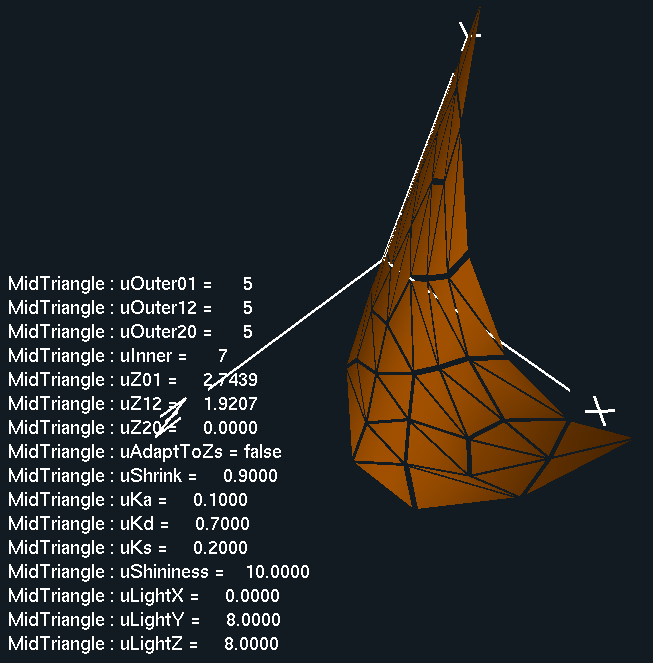 Y
MidTriangle : uOuter01 = 5
MidTriangle : uOuter12 = 5
MidTriangle : uOuter20 = 5
MidTriangle : uInner = 7
MidTriangle : uZ01 = 2.7439
MidTriangle : uZ12 = 1.9207
MidTriangle : uZ20 = 0.0000
X
MidTriangle : uAdaptToZs = false
MidTriangle : uShrink = 0.9000
MidTriangle : uKa = 0.1000
MidTriangle : uKd = 0.7000
MidTriangle : uKs = 0.2000
MidTriangle : uShininess = 10.0000
MidTriangle : uLightX = 0.0000
MidTriangle : uLightY = 8.0000
MidTriangle : uLightZ = 8.0000